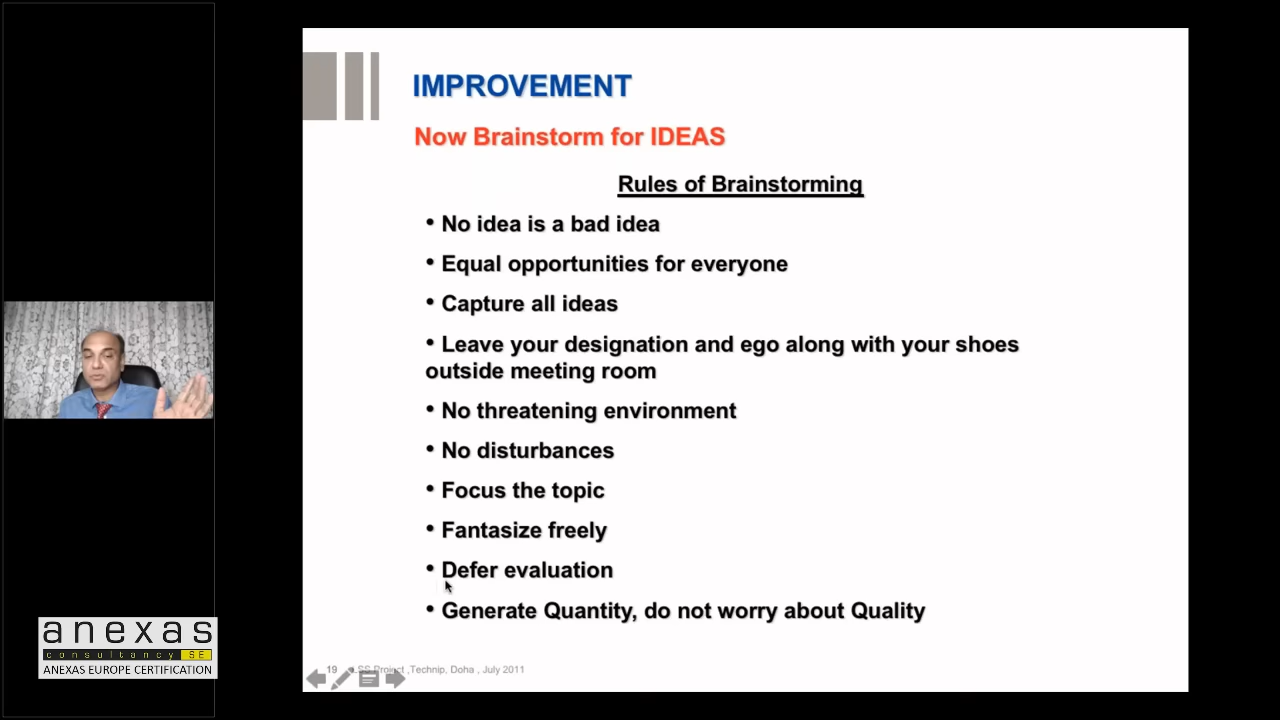 IMPROVEMENT
Now Brainstorm for IDEAS
Rules of Brainstorming
• No idea is a bad idea
• Equal opportunities for everyone
• Capture all ideas
• Leave your designation and ego along with your shoes
outside meeting room
• No threatening environment
• No disturbances
• Focus the topic
• Fantasize freely
• Defer evaluation
• Generate Quantity, do not worry about Quality
19 Project ,Technip, Doha , July 2011
anexas
consultancy SE
ANEXAS EUROPE CERTIFICATION